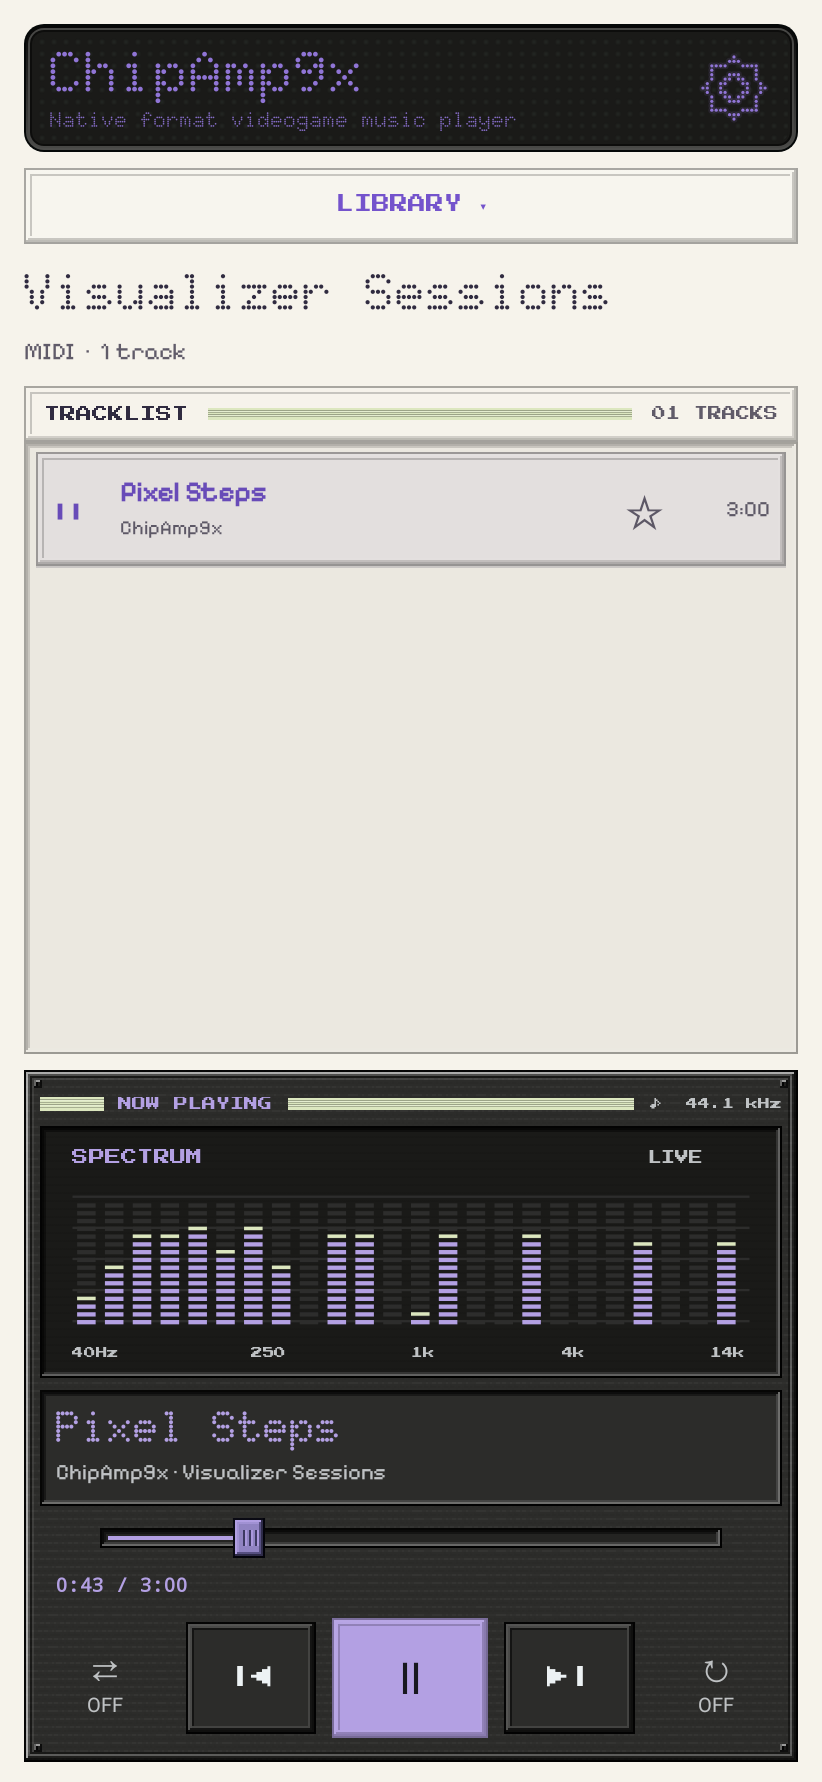 ChipAmp9x
Native format videogame music player
LIBRARY ▾
Visualizer Sessions
MIDI · 1 track
TRACKLIST 01 TRACKS
Pixel Steps
ChipAmp9x
3:00
NOW PLAYING ♪ 44.1 kHz
SPECTRUM LIVE
40Hz 250 1k 4k 14k
Pixel Steps
ChipAmp9x · Visualizer Sessions
0:43 / 3:00
OFF OFF